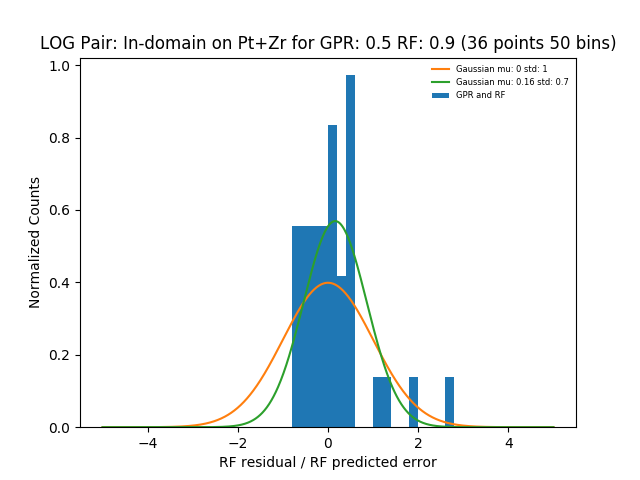 LOG Pair: In-domain on Pt+Zr for GPR: 0.5 RF: 0.9 (36 points 50 bins)
Gaussian mu: 0 std: 1
Gaussian mu: 0.16 std: 0.7
GPR and RF
1.0
0.8
0.6
0.4
0.2
0.0
Normalized Counts
−4 −2 0 2 4
RF residual / RF predicted error